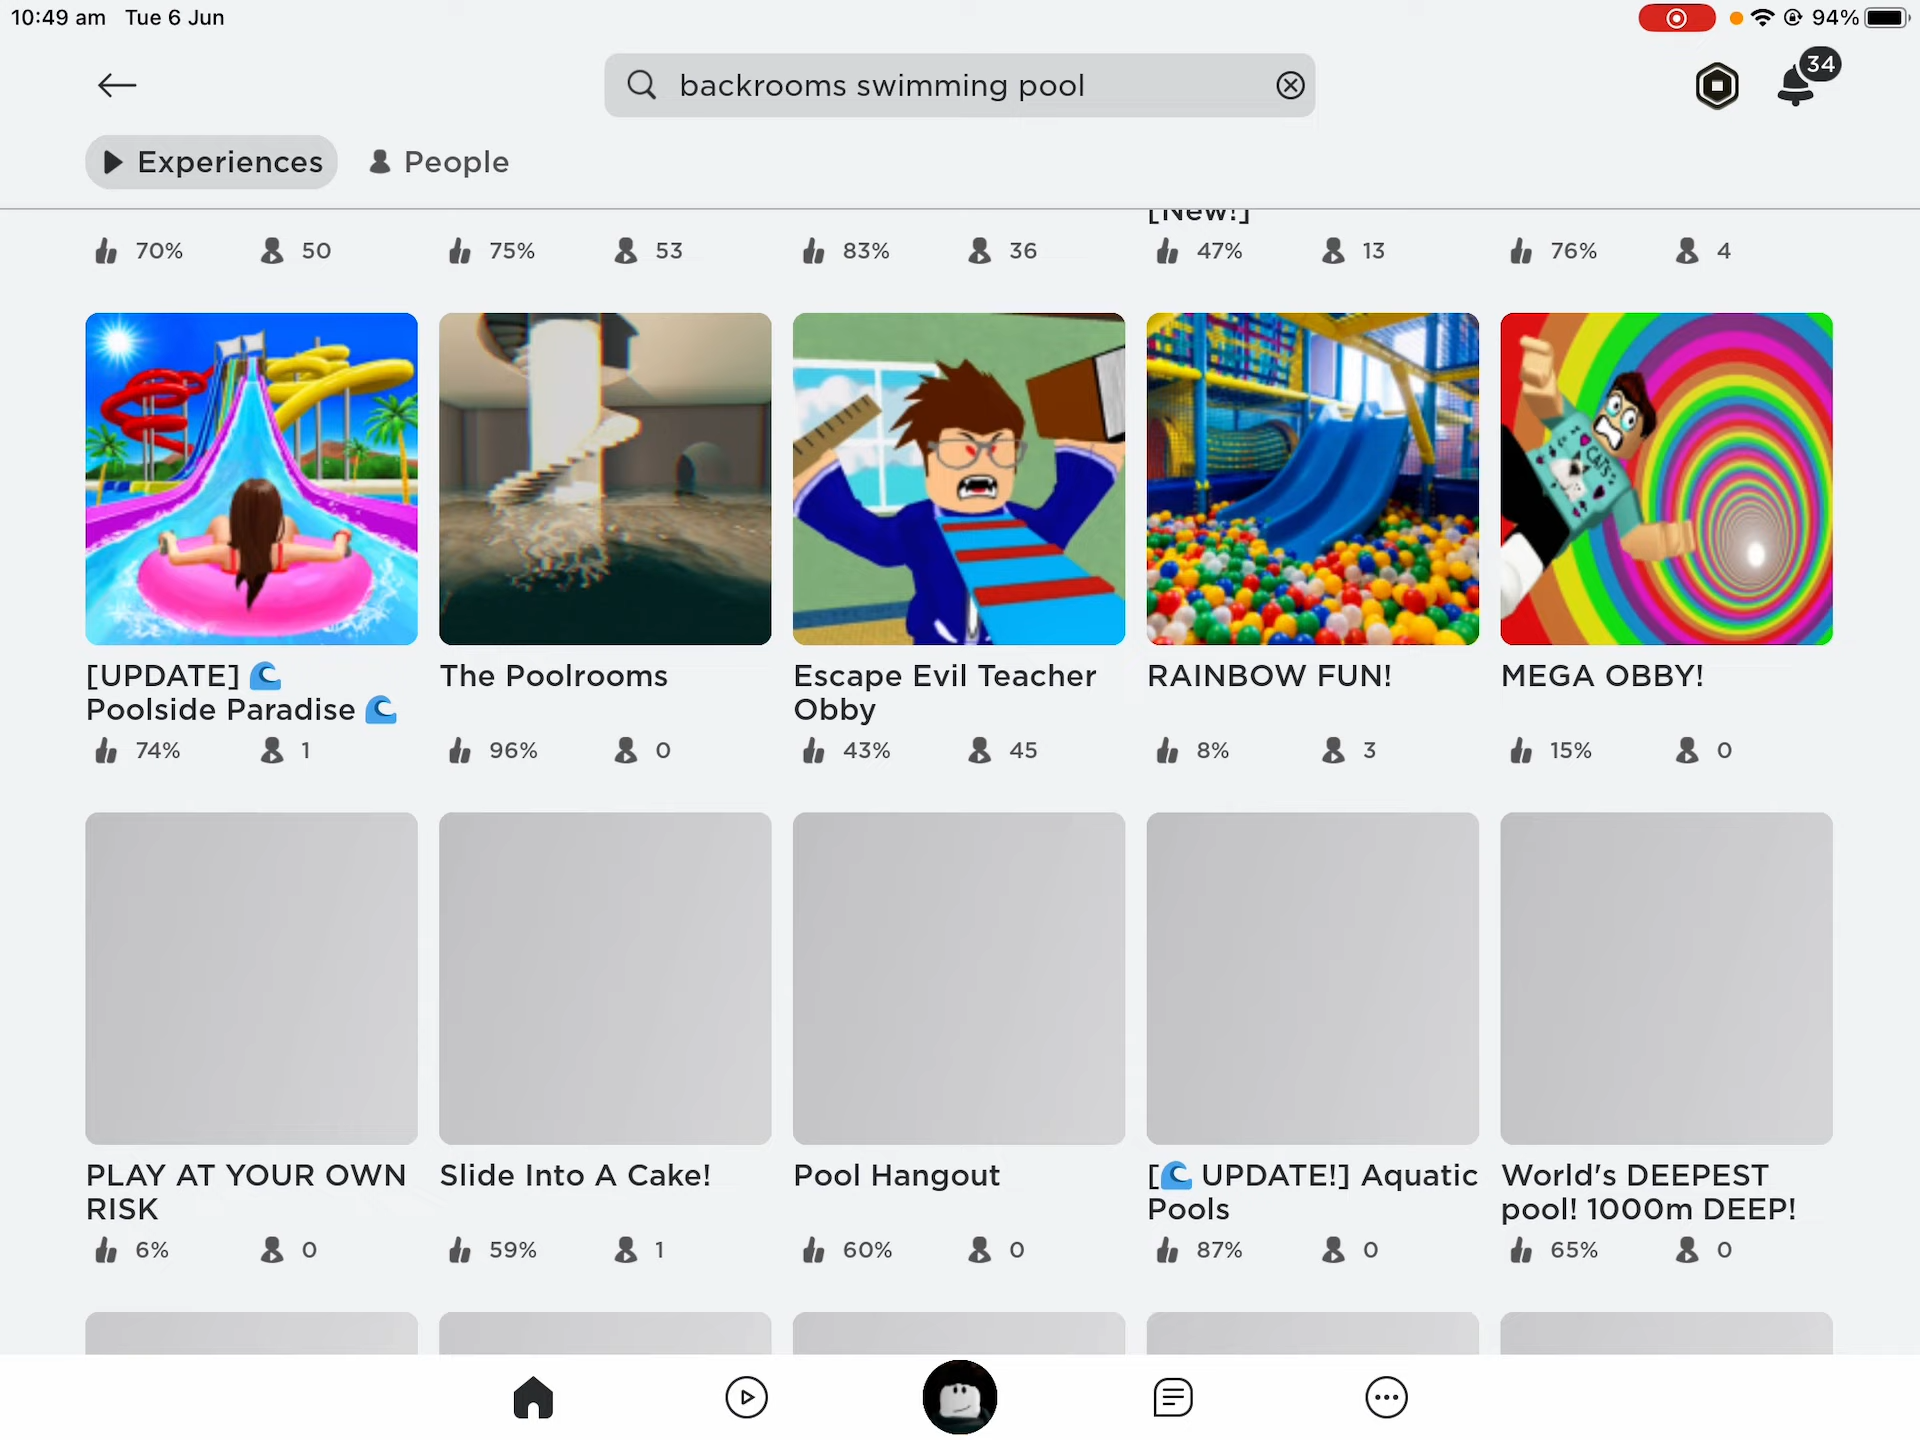 10:49 am Tue 6 Jun 94%
backrooms swimming pool
34
Experiences People
[New!]
70% 50 75% 53 83% 36 47% 13 76% 4
CATS
[UPDATE] 🌊 Poolside Paradise 🌊
The Poolrooms
Escape Evil Teacher Obby
RAINBOW FUN!
MEGA OBBY!
74% 1 96% 0 43% 45 8% 3 15% 0
PLAY AT YOUR OWN RISK
Slide Into A Cake!
Pool Hangout
[🌊 UPDATE!] Aquatic Pools
World's DEEPEST pool! 1000m DEEP!
6% 0 59% 1 60% 0 87% 0 65% 0